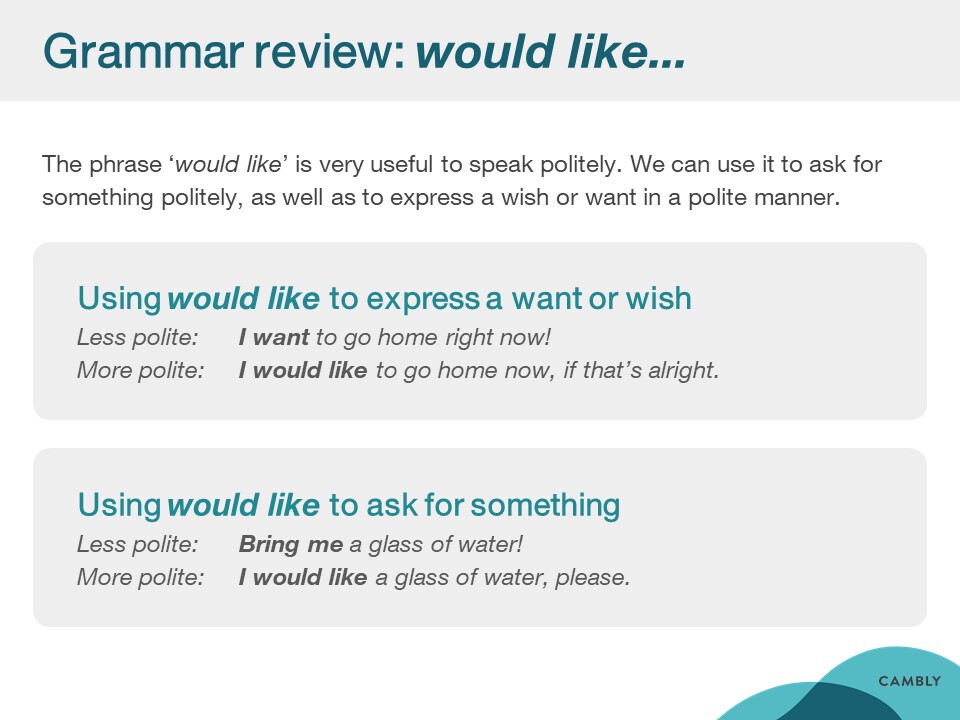 Grammar review: would like...
The phrase ‘would like’ is very useful to speak politely. We can use it to ask for
something politely, as well as to express a wish or want in a polite manner.
Using would like to express a want or wish
Less polite: I want to go home right now!
More polite: I would like to go home now, if that’s alright.
Using would like to ask for something
Less polite: Bring me a glass of water!
More polite: I would like a glass of water, please.
CAMBLY